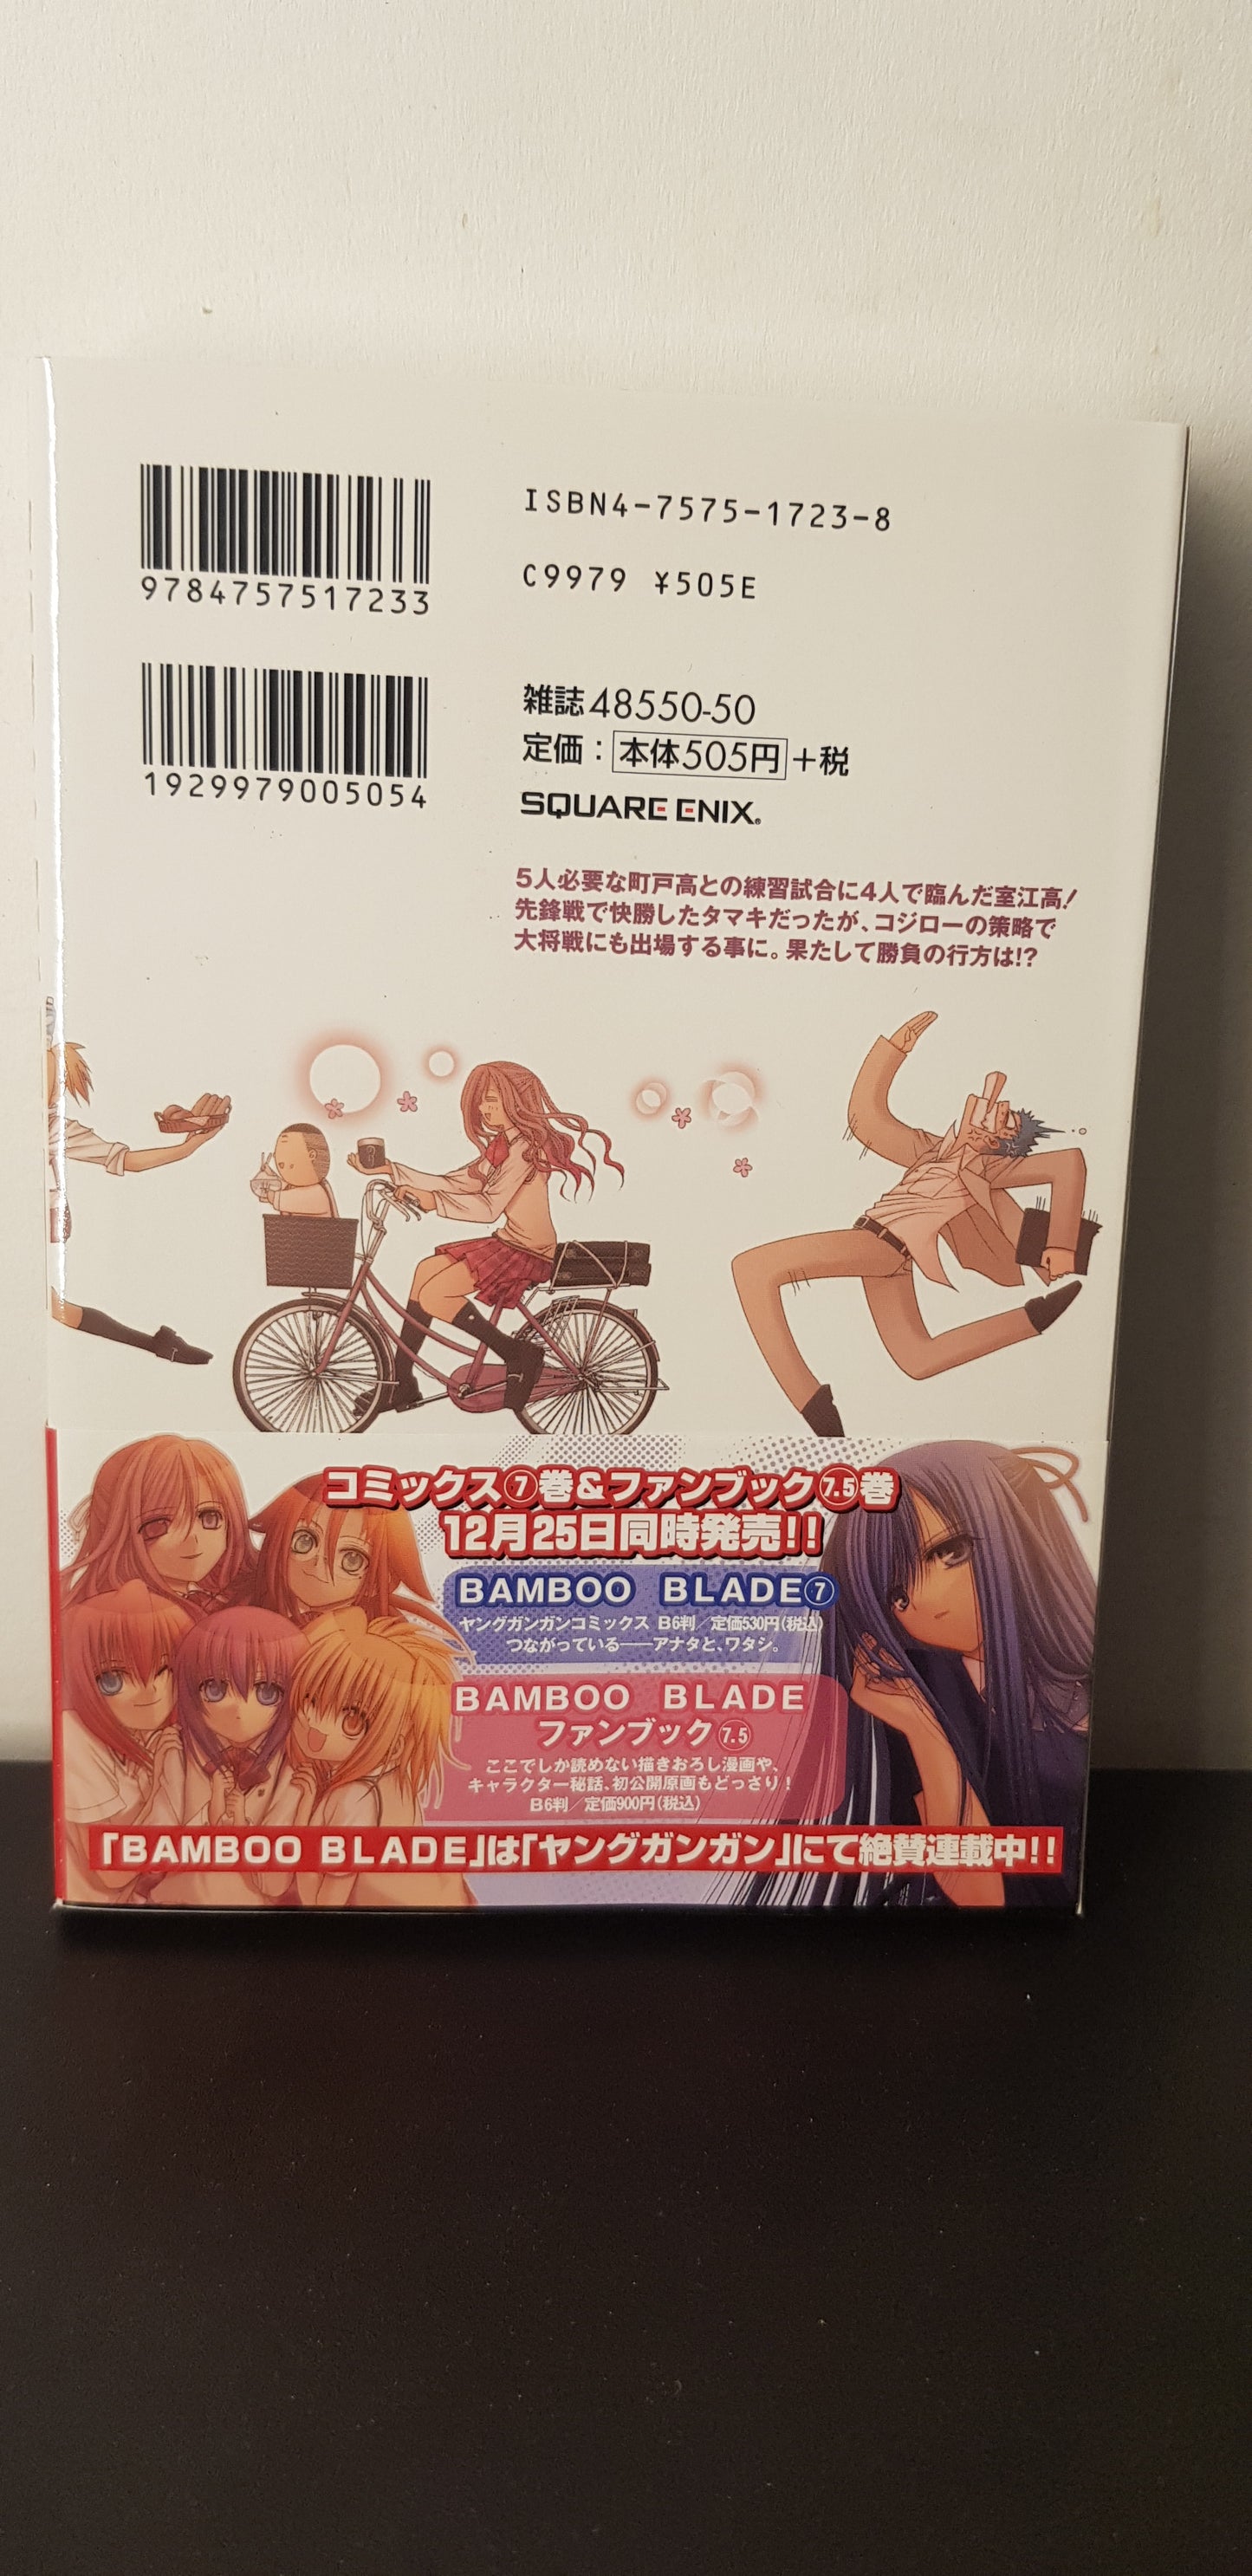 9784757517233
ISBN4-7575-1723-8
C9979 ¥505E
1929979005054
雑誌48550-50
定価：本体505円＋税
SQUARE ENIX®
5人必要な町戸高との練習試合に4人で臨んだ室江高！
先鋒戦で快勝したタマキだったが、コジローの策略で
大将戦にも出場する事に。果たして勝負の行方は!?
コミックス⑦巻&ファンブック7.5巻
12月25日同時発売!!
BAMBOO BLADE⑦
ヤングガンガンコミックス B6判／定価530円(税込)
つながっている――アナタと、ワタシ。
BAMBOO BLADE
ファンブック7.5
ここでしか読めない描きおろし漫画や、
キャラクター秘話、初公開原画もどっさり！
B6判／定価900円(税込)
「BAMBOO BLADE」は「ヤングガンガン」にて絶賛連載中!!